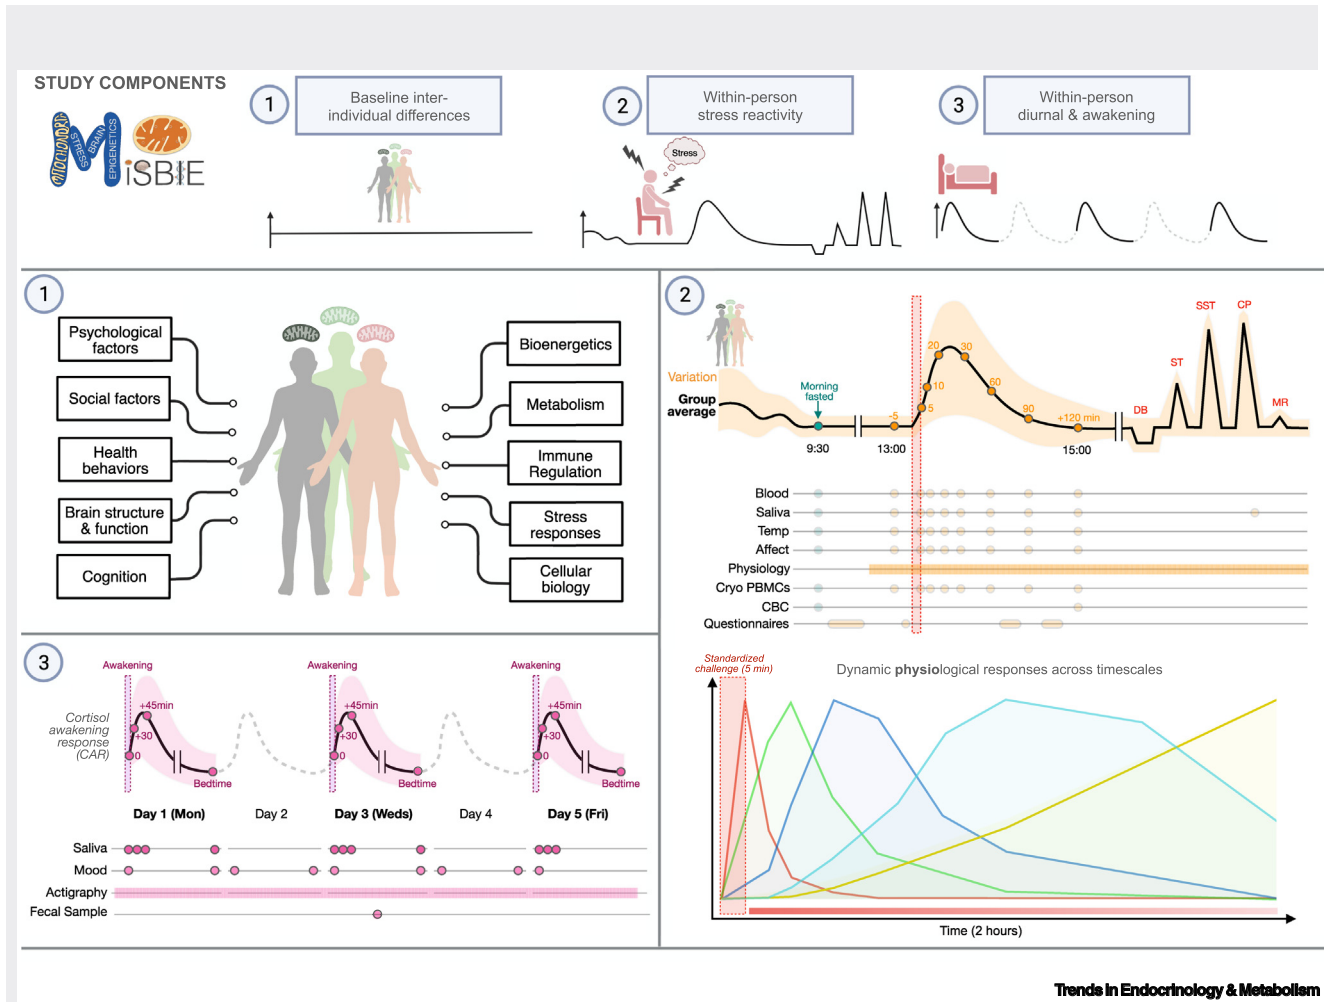 STUDY COMPONENTS
MITOCHONDRIA
STRESS
BRAIN
EPIGENETICS
iSBIE
1
Baseline inter-
individual differences
2
Within-person
stress reactivity
Stress
3
Within-person
diurnal & awakening
1
Psychological
factors
Social factors
Health
behaviors
Brain structure
& function
Cognition
Bioenergetics
Metabolism
Immune
Regulation
Stress
responses
Cellular
biology
2
Variation
Group
average
Morning
fasted
9:30
-5
13:00
5
10
20
30
60
90
+120 min
15:00
DB
ST
SST
CP
MR
Blood
Saliva
Temp
Affect
Physiology
Cryo PBMCs
CBC
Questionnaires
Standardized
challenge (5 min)
Dynamic physiological responses across timescales
Time (2 hours)
3
Cortisol
awakening
response
(CAR)
Awakening
+45min
+30
0
Bedtime
Awakening
+45min
+30
0
Bedtime
Awakening
+45min
+30
0
Bedtime
Day 1 (Mon)
Day 2
Day 3 (Weds)
Day 4
Day 5 (Fri)
Saliva
Mood
Actigraphy
Fecal Sample
Trends in Endocrinology & Metabolism